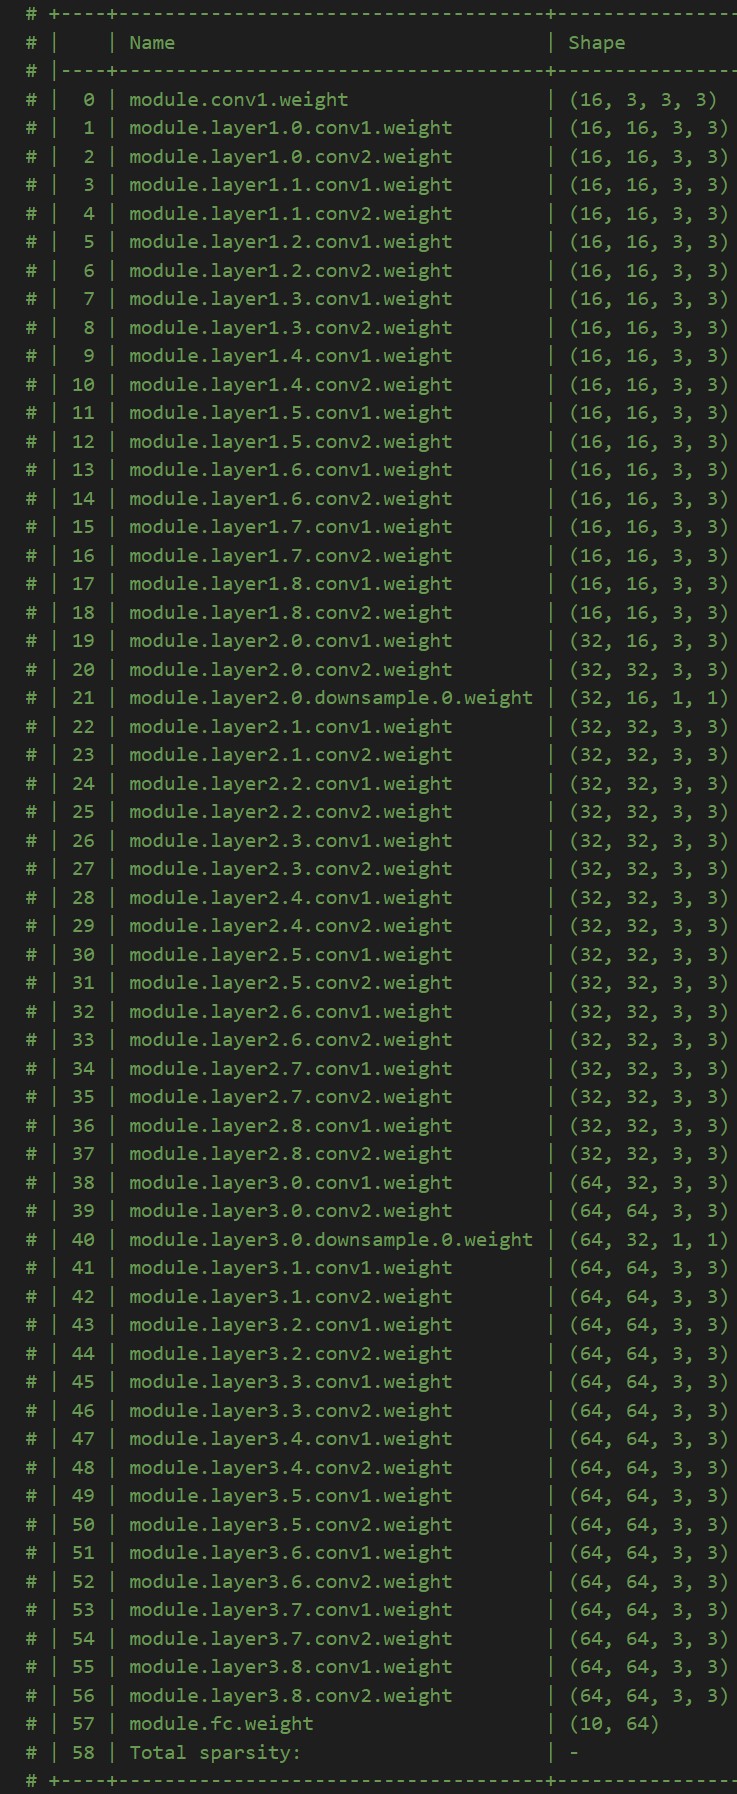 # +----+------------------------------------------+----------------
# |    | Name                                     | Shape
# |----+------------------------------------------+----------------
# |  0 | module.conv1.weight                      | (16, 3, 3, 3)
# |  1 | module.layer1.0.conv1.weight             | (16, 16, 3, 3)
# |  2 | module.layer1.0.conv2.weight             | (16, 16, 3, 3)
# |  3 | module.layer1.1.conv1.weight             | (16, 16, 3, 3)
# |  4 | module.layer1.1.conv2.weight             | (16, 16, 3, 3)
# |  5 | module.layer1.2.conv1.weight             | (16, 16, 3, 3)
# |  6 | module.layer1.2.conv2.weight             | (16, 16, 3, 3)
# |  7 | module.layer1.3.conv1.weight             | (16, 16, 3, 3)
# |  8 | module.layer1.3.conv2.weight             | (16, 16, 3, 3)
# |  9 | module.layer1.4.conv1.weight             | (16, 16, 3, 3)
# | 10 | module.layer1.4.conv2.weight             | (16, 16, 3, 3)
# | 11 | module.layer1.5.conv1.weight             | (16, 16, 3, 3)
# | 12 | module.layer1.5.conv2.weight             | (16, 16, 3, 3)
# | 13 | module.layer1.6.conv1.weight             | (16, 16, 3, 3)
# | 14 | module.layer1.6.conv2.weight             | (16, 16, 3, 3)
# | 15 | module.layer1.7.conv1.weight             | (16, 16, 3, 3)
# | 16 | module.layer1.7.conv2.weight             | (16, 16, 3, 3)
# | 17 | module.layer1.8.conv1.weight             | (16, 16, 3, 3)
# | 18 | module.layer1.8.conv2.weight             | (16, 16, 3, 3)
# | 19 | module.layer2.0.conv1.weight             | (32, 16, 3, 3)
# | 20 | module.layer2.0.conv2.weight             | (32, 32, 3, 3)
# | 21 | module.layer2.0.downsample.0.weight | (32, 16, 1, 1)
# | 22 | module.layer2.1.conv1.weight             | (32, 32, 3, 3)
# | 23 | module.layer2.1.conv2.weight             | (32, 32, 3, 3)
# | 24 | module.layer2.2.conv1.weight             | (32, 32, 3, 3)
# | 25 | module.layer2.2.conv2.weight             | (32, 32, 3, 3)
# | 26 | module.layer2.3.conv1.weight             | (32, 32, 3, 3)
# | 27 | module.layer2.3.conv2.weight             | (32, 32, 3, 3)
# | 28 | module.layer2.4.conv1.weight             | (32, 32, 3, 3)
# | 29 | module.layer2.4.conv2.weight             | (32, 32, 3, 3)
# | 30 | module.layer2.5.conv1.weight             | (32, 32, 3, 3)
# | 31 | module.layer2.5.conv2.weight             | (32, 32, 3, 3)
# | 32 | module.layer2.6.conv1.weight             | (32, 32, 3, 3)
# | 33 | module.layer2.6.conv2.weight             | (32, 32, 3, 3)
# | 34 | module.layer2.7.conv1.weight             | (32, 32, 3, 3)
# | 35 | module.layer2.7.conv2.weight             | (32, 32, 3, 3)
# | 36 | module.layer2.8.conv1.weight             | (32, 32, 3, 3)
# | 37 | module.layer2.8.conv2.weight             | (32, 32, 3, 3)
# | 38 | module.layer3.0.conv1.weight             | (64, 32, 3, 3)
# | 39 | module.layer3.0.conv2.weight             | (64, 64, 3, 3)
# | 40 | module.layer3.0.downsample.0.weight | (64, 32, 1, 1)
# | 41 | module.layer3.1.conv1.weight             | (64, 64, 3, 3)
# | 42 | module.layer3.1.conv2.weight             | (64, 64, 3, 3)
# | 43 | module.layer3.2.conv1.weight             | (64, 64, 3, 3)
# | 44 | module.layer3.2.conv2.weight             | (64, 64, 3, 3)
# | 45 | module.layer3.3.conv1.weight             | (64, 64, 3, 3)
# | 46 | module.layer3.3.conv2.weight             | (64, 64, 3, 3)
# | 47 | module.layer3.4.conv1.weight             | (64, 64, 3, 3)
# | 48 | module.layer3.4.conv2.weight             | (64, 64, 3, 3)
# | 49 | module.layer3.5.conv1.weight             | (64, 64, 3, 3)
# | 50 | module.layer3.5.conv2.weight             | (64, 64, 3, 3)
# | 51 | module.layer3.6.conv1.weight             | (64, 64, 3, 3)
# | 52 | module.layer3.6.conv2.weight             | (64, 64, 3, 3)
# | 53 | module.layer3.7.conv1.weight             | (64, 64, 3, 3)
# | 54 | module.layer3.7.conv2.weight             | (64, 64, 3, 3)
# | 55 | module.layer3.8.conv1.weight             | (64, 64, 3, 3)
# | 56 | module.layer3.8.conv2.weight             | (64, 64, 3, 3)
# | 57 | module.fc.weight                         | (10, 64)
# | 58 | Total sparsity:                          | -
# +----+------------------------------------------+----------------